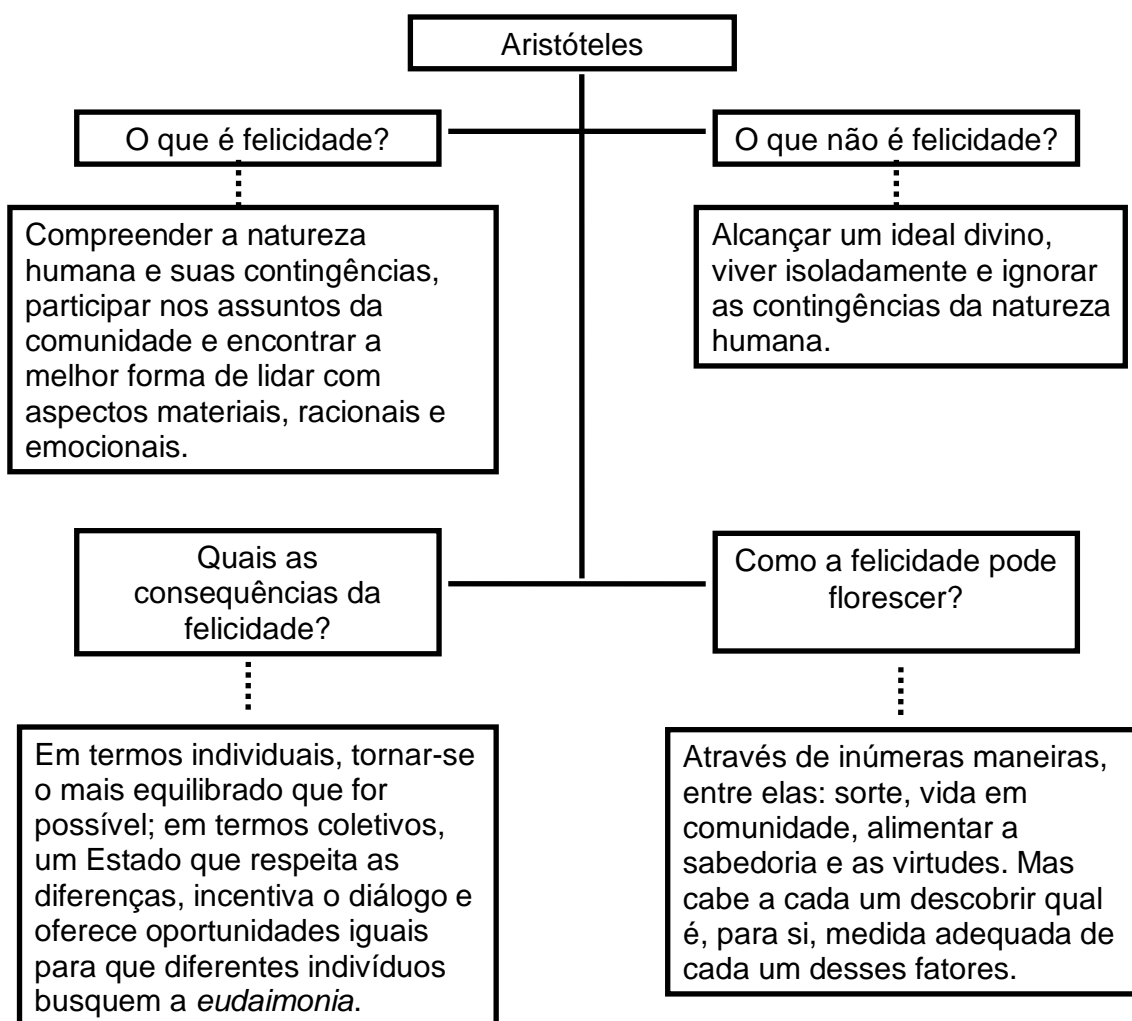 Aristóteles
O que é felicidade?
O que não é felicidade?
Compreender a natureza
humana e suas contingências,
participar nos assuntos da
comunidade e encontrar a
melhor forma de lidar com
aspectos materiais, racionais e
emocionais.
Alcançar um ideal divino,
viver isoladamente e ignorar
as contingências da natureza
humana.
Quais as
consequências da
felicidade?
Como a felicidade pode
florescer?
Em termos individuais, tornar-se
o mais equilibrado que for
possível; em termos coletivos,
um Estado que respeita as
diferenças, incentiva o diálogo e
oferece oportunidades iguais
para que diferentes indivíduos
busquem a eudaimonia.
Através de inúmeras maneiras,
entre elas: sorte, vida em
comunidade, alimentar a
sabedoria e as virtudes. Mas
cabe a cada um descobrir qual
é, para si, medida adequada de
cada um desses fatores.